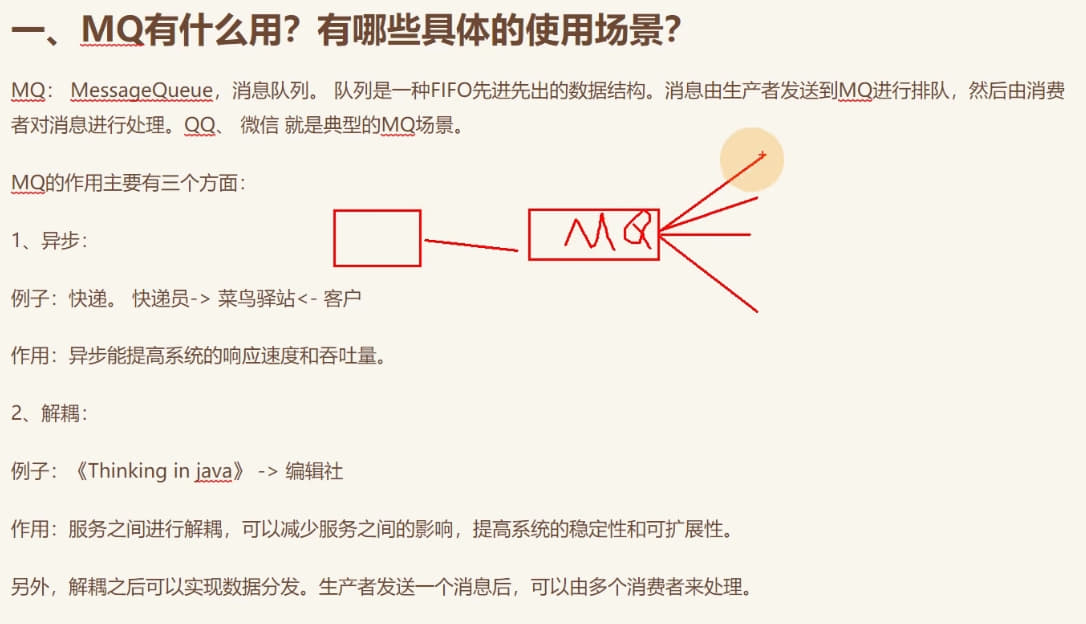 一、MQ有什么用？有哪些具体的使用场景？
MQ： MessageQueue，消息队列。 队列是一种FIFO先进先出的数据结构。消息由生产者发送到MQ进行排队，然后由消费
者对消息进行处理。QQ、 微信 就是典型的MQ场景。
MQ的作用主要有三个方面：
1、异步：
MQ
例子：快递。 快递员-> 菜鸟驿站<- 客户
作用：异步能提高系统的响应速度和吞吐量。
2、解耦：
例子：《Thinking in java》 -> 编辑社
作用：服务之间进行解耦，可以减少服务之间的影响，提高系统的稳定性和可扩展性。
另外，解耦之后可以实现数据分发。生产者发送一个消息后，可以由多个消费者来处理。